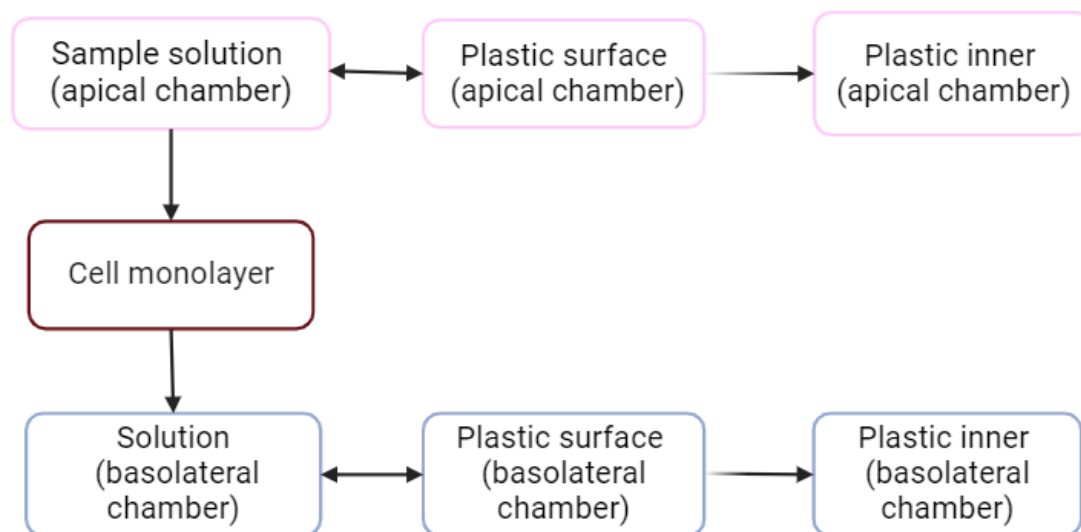 Sample solution
(apical chamber)
Plastic surface
(apical chamber)
Plastic inner
(apical chamber)
Cell monolayer
Solution
(basolateral
chamber)
Plastic surface
(basolateral
chamber)
Plastic inner
(basolateral
chamber)